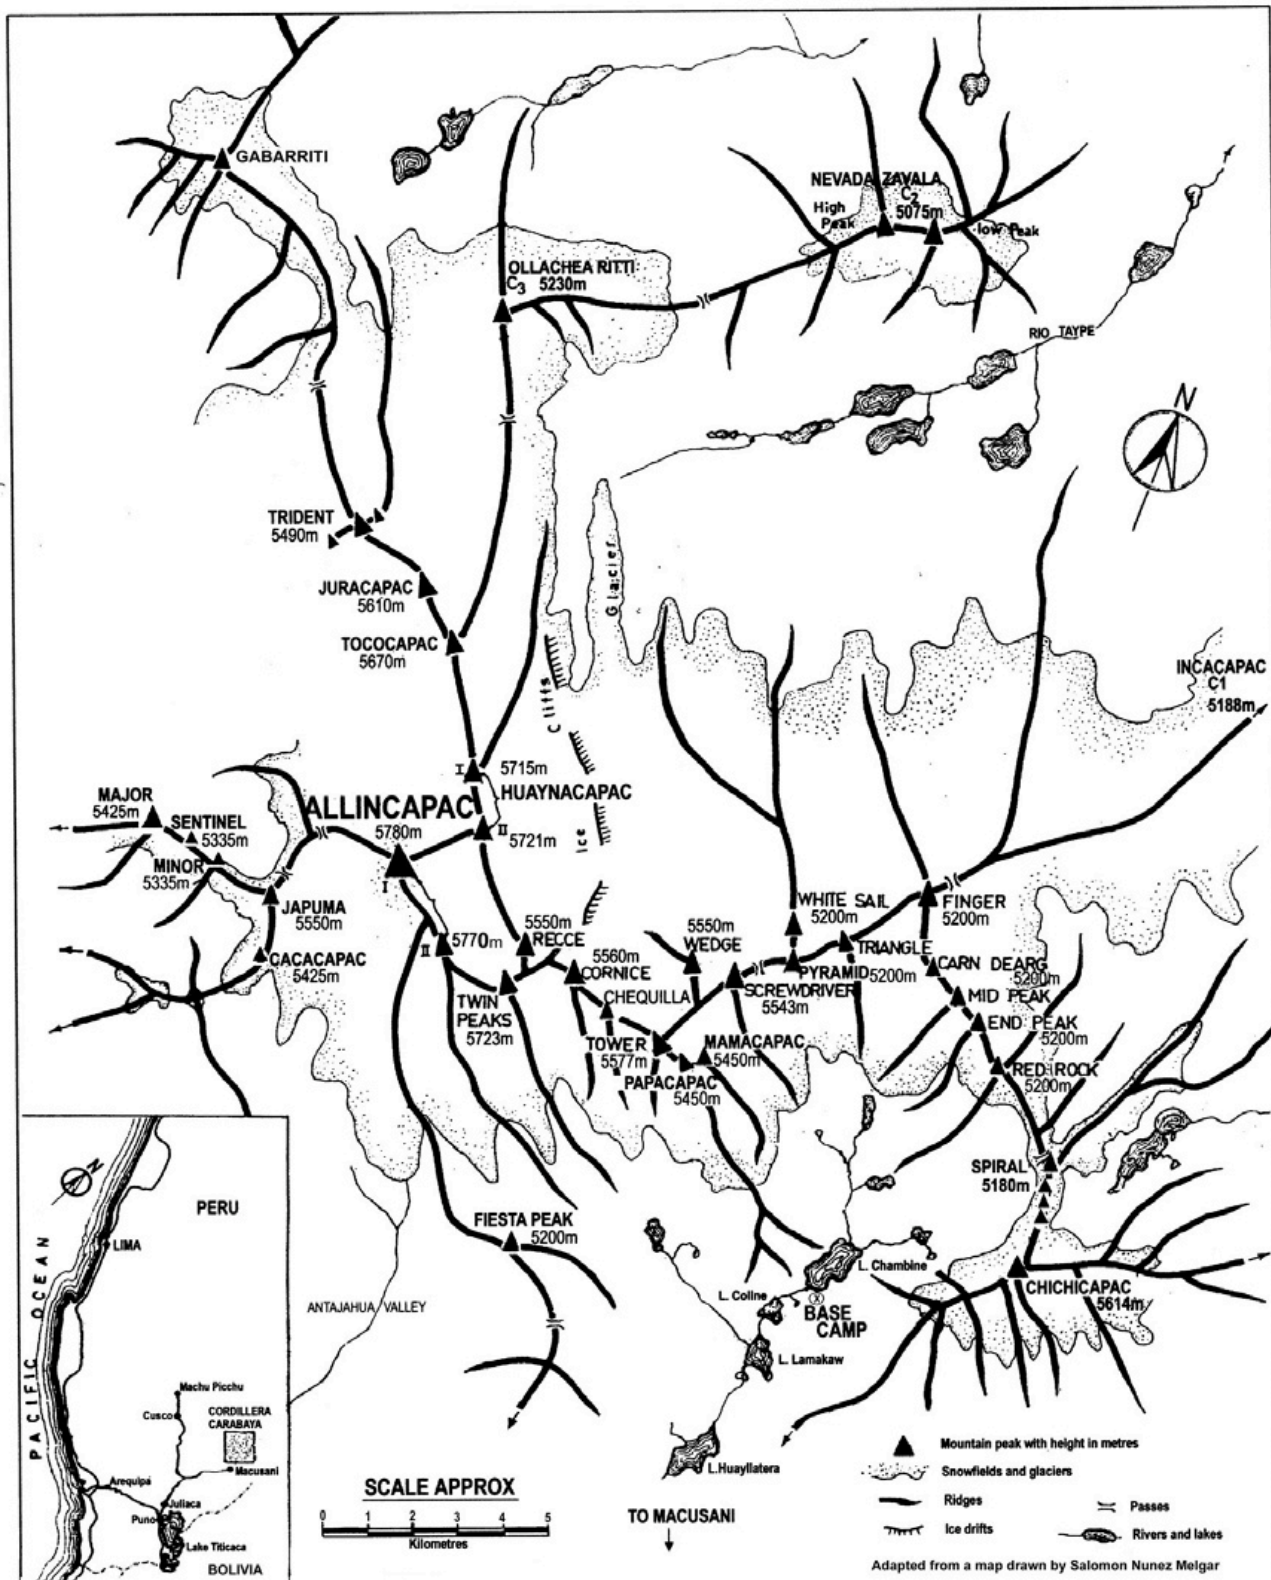 GABARRITI
NEVADA ZAVALA
C2
5075m
High
Peak
low Peak
OLLACHEA RITTI
C3
5230m
RIO TAYPE
N
TRIDENT
5490m
Glacier
JURACAPAC
5610m
TOCOCAPAC
5670m
Cliffs
Ice
INCACAPAC
C1
5188m
I
5715m
HUAYNACAPAC
II
5721m
ALLINCAPAC
5780m
I
MAJOR
5425m
SENTINEL
5335m
MINOR
5335m
JAPUMA
5550m
CACACAPAC
5425m
II
5770m
5550m
RECCE
5560m
CORNICE
CHEQUILLA
TWIN
PEAKS
5723m
5550m
WEDGE
WHITE SAIL
5200m
FINGER
5200m
TRIANGLE
5200m
PYRAMID
SCREWDRIVER
5543m
CARN DEARG
5200m
MID PEAK
END PEAK
5200m
RED ROCK
5200m
TOWER
5577m
MAMACAPAC
5450m
PAPACAPAC
5450m
SPIRAL
5180m
FIESTA PEAK
5200m
CHICHICAPAC
5614m
L. Chambine
L. Coline
BASE
CAMP
L. Lamakaw
L. Huayllatera
ANTAJAHUA VALLEY
N
PERU
PACIFIC OCEAN
LIMA
Machu Picchu
Cusco
CORDILLERA
CARABAYA
Macusani
Arequipa
Juliaca
Puno
Lake Titicaca
BOLIVIA
SCALE APPROX
0 1 2 3 4 5
Kilometres
TO MACUSANI
Mountain peak with height in metres
Snowfields and glaciers
Ridges
Passes
Ice drifts
Rivers and lakes
Adapted from a map drawn by Salomon Nunez Melgar